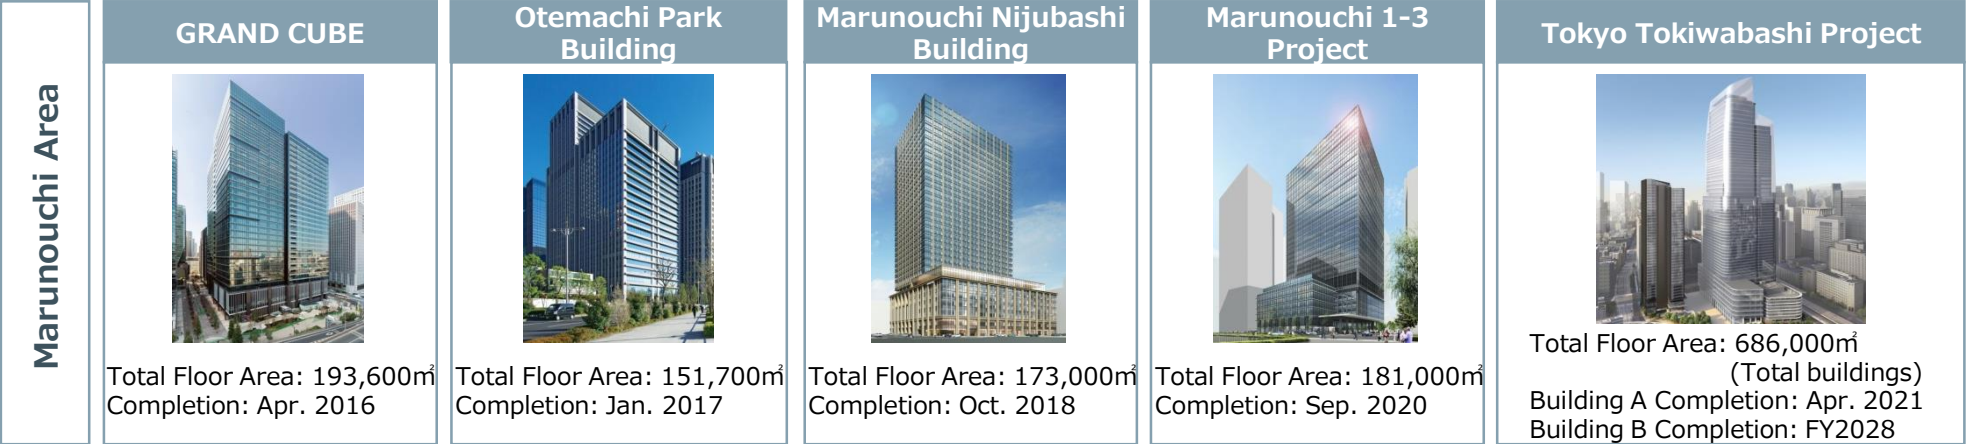 Marunouchi Area
GRAND CUBE
Total Floor Area: 193,600㎡
Completion: Apr. 2016
Otemachi Park
Building
Total Floor Area: 151,700㎡
Completion: Jan. 2017
Marunouchi Nijubashi
Building
Total Floor Area: 173,000㎡
Completion: Oct. 2018
Marunouchi 1-3
Project
Total Floor Area: 181,000㎡
Completion: Sep. 2020
Tokyo Tokiwabashi Project
Total Floor Area: 686,000㎡
(Total buildings)
Building A Completion: Apr. 2021
Building B Completion: FY2028